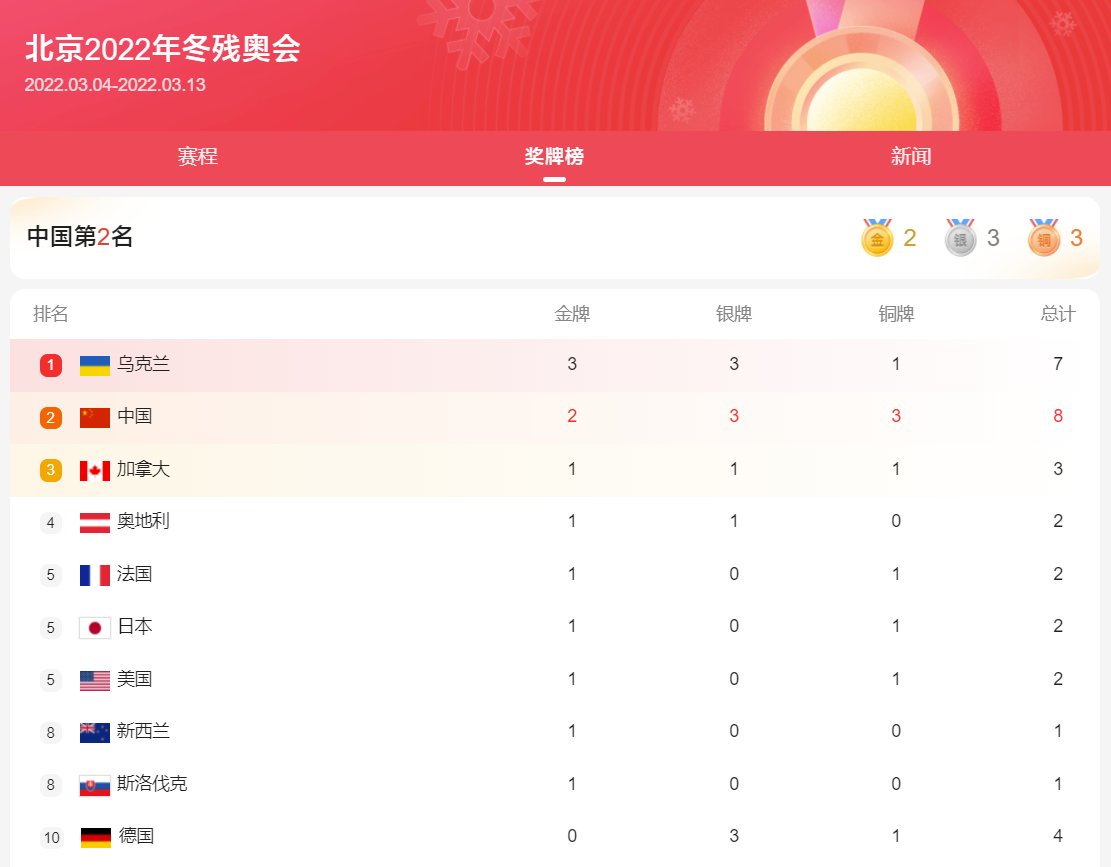 北京2022年冬残奥会
2022.03.04-2022.03.13
赛程 奖牌榜 新闻
中国第2名 金 2 银 3 铜 3
排名 金牌 银牌 铜牌 总计
1 乌克兰 3 3 1 7
2 中国 2 3 3 8
3 加拿大 1 1 1 3
4 奥地利 1 1 0 2
5 法国 1 0 1 2
5 日本 1 0 1 2
5 美国 1 0 1 2
8 新西兰 1 0 0 1
8 斯洛伐克 1 0 0 1
10 德国 0 3 1 4